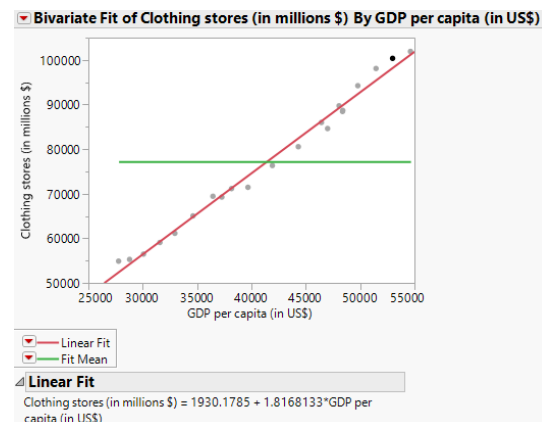 Bivariate Fit of Clothing stores (in millions $) By GDP per capita (in US$)
Clothing stores (in millions $)
100000
90000
80000
70000
60000
50000
25000 30000 35000 40000 45000 50000 55000
GDP per capita (in US$)
Linear Fit
Fit Mean
Linear Fit
Clothing stores (in millions $) = 1930.1785 + 1.8168133*GDP per
capita (in US$)